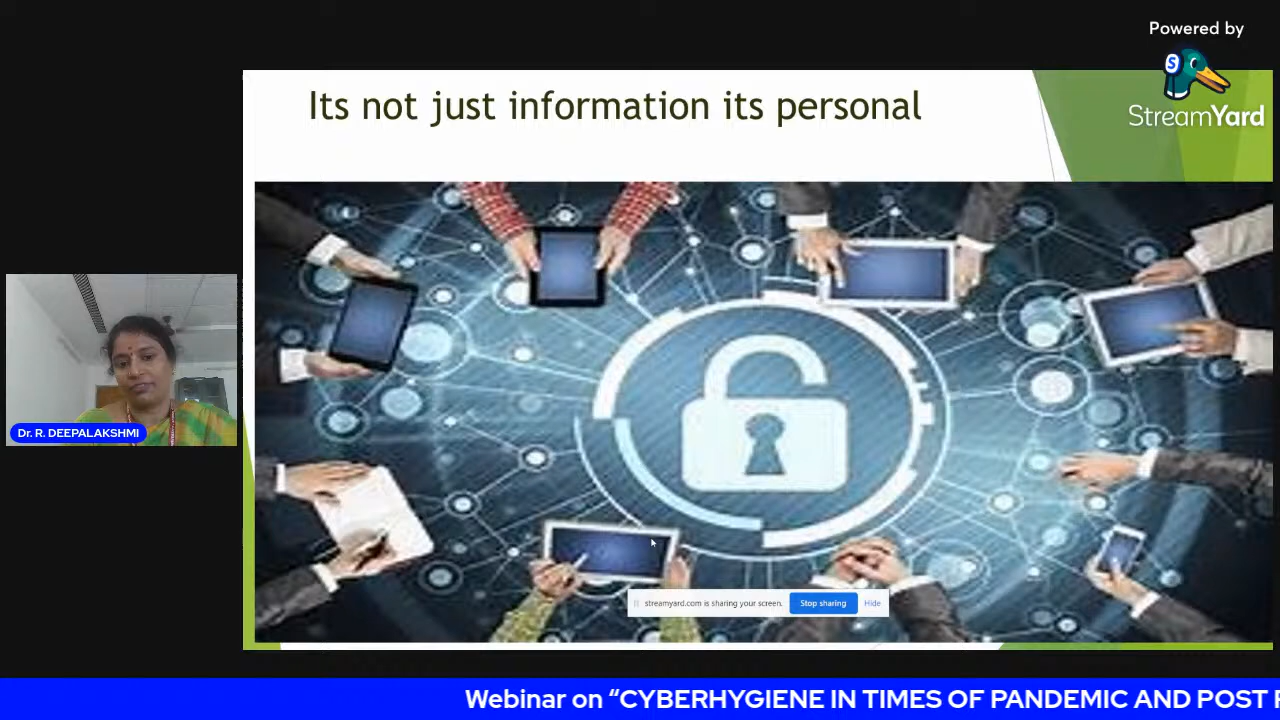 Powered by
StreamYard
Its not just information its personal
Dr. R. DEEPALAKSHMI
streamyard.com is sharing your screen.
Stop sharing
Hide
Webinar on “CYBERHYGIENE IN TIMES OF PANDEMIC AND POST